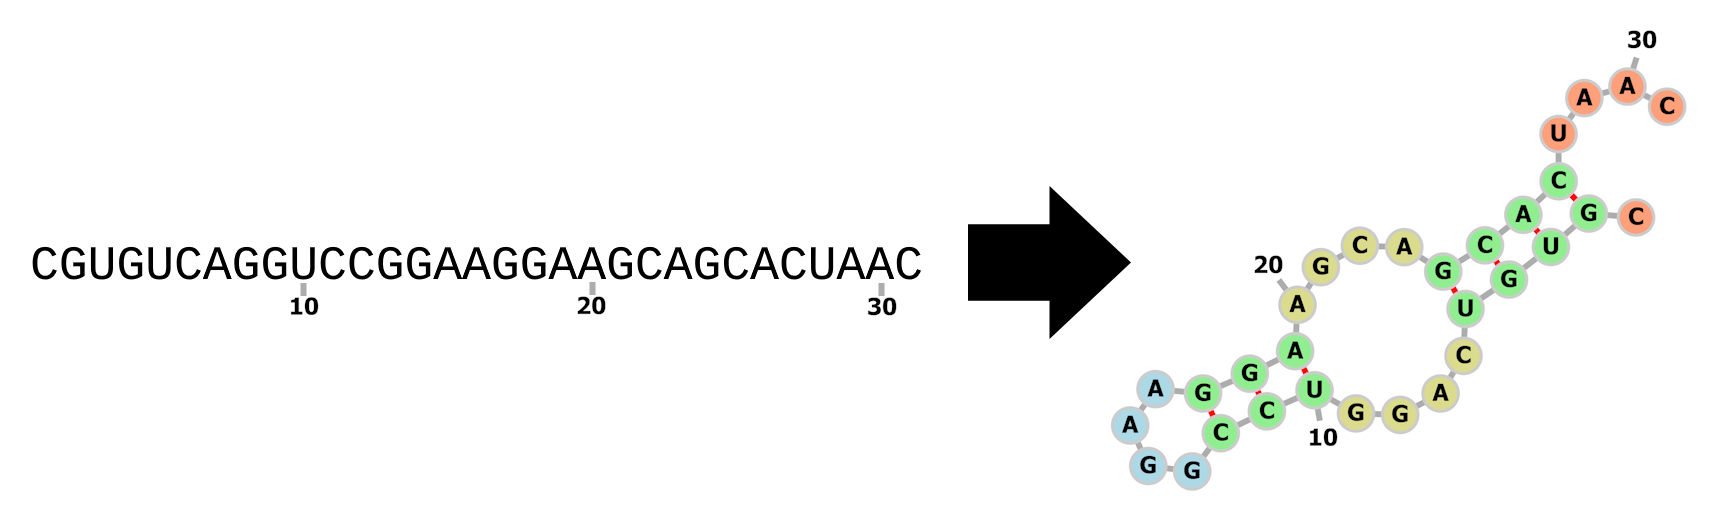 CGUGUCAGGUCCGGAAGGAAGCAGCACUAAC
10 20 30
30
A A C
U
C
A G C
C A C U
20 G G G
A U
A C
A G G U A
A C G G
A C 10
G G